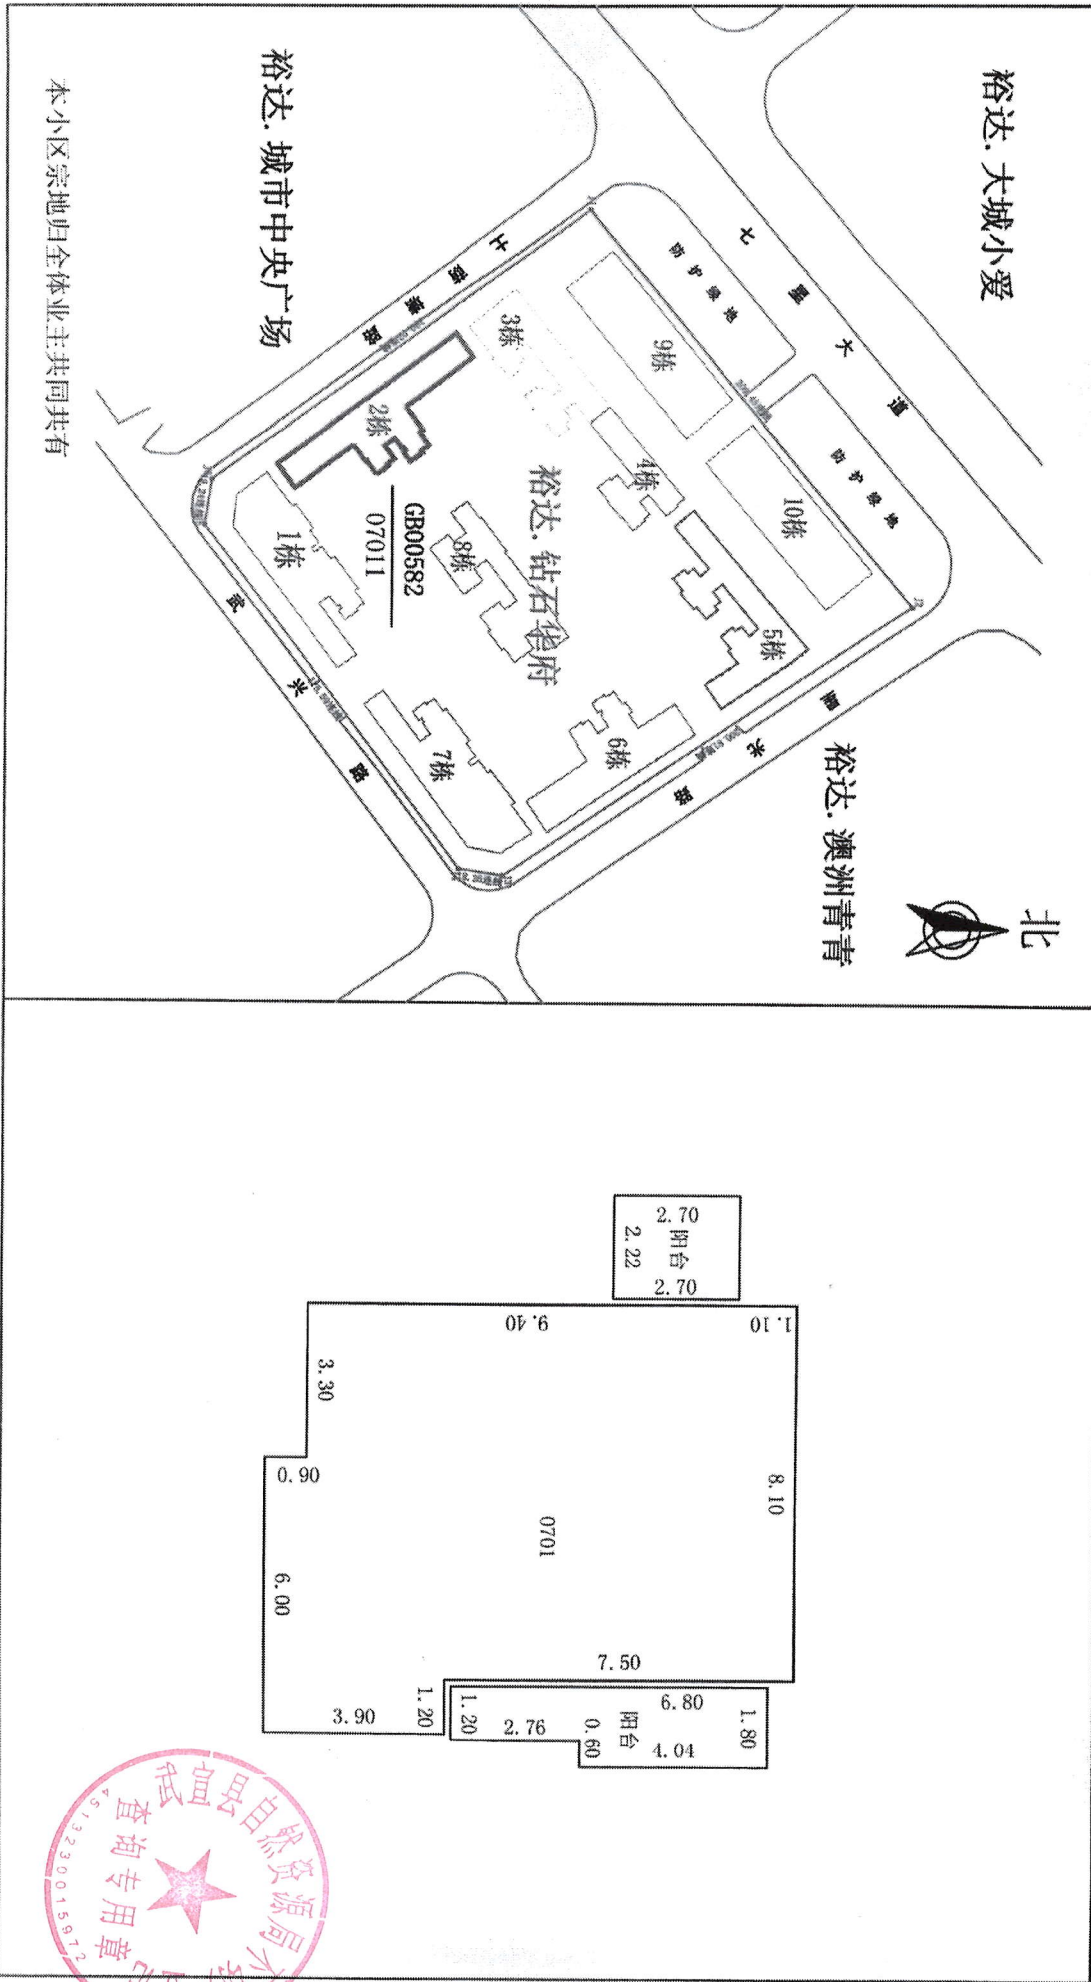 裕达.大城小爱
北
裕达.澳洲青青
裕达.城市中央广场
本小区宗地归全体业主共同共有
七星大道
防护绿地
防护绿地
武兴路
9栋
10栋
3栋
4栋
5栋
2栋
8栋
6栋
1栋
7栋
裕达.钻石华府
GB00582
07011
2.70
阳台
2.22
2.70
1.10
9.40
8.10
3.30
0.90
0701
6.00
7.50
3.90
1.20
1.20
6.80
1.80
阳台
2.76
0.60
4.04
武宣县自然资源局不
查询专用章
4513230015972